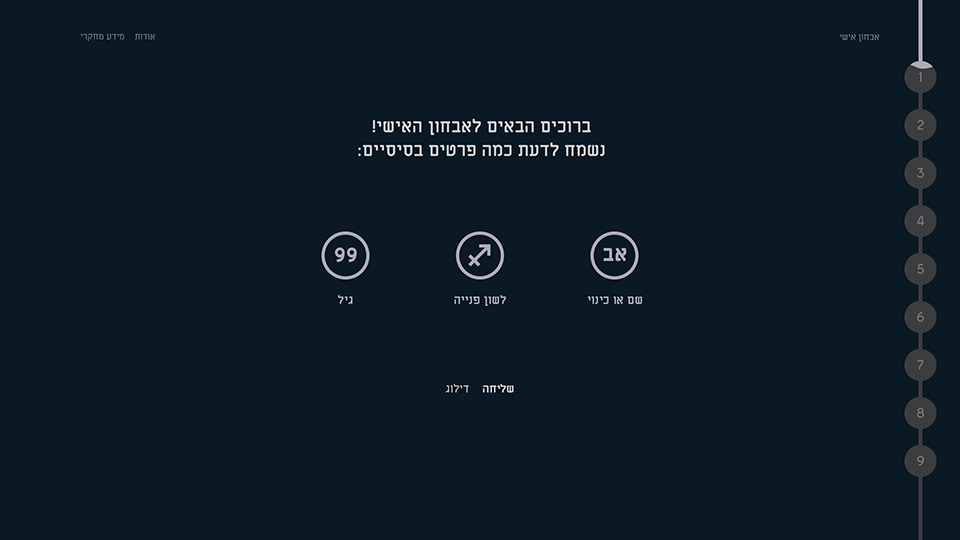 אבחון אישי
אודות
מידע מחקרי
ברוכים הבאים לאבחון האישי!
נשמח לדעת כמה פרטים בסיסיים:
אב
99
שם או כינוי
לשון פנייה
גיל
שליחה
דילוג
1
2
3
4
5
6
7
8
9